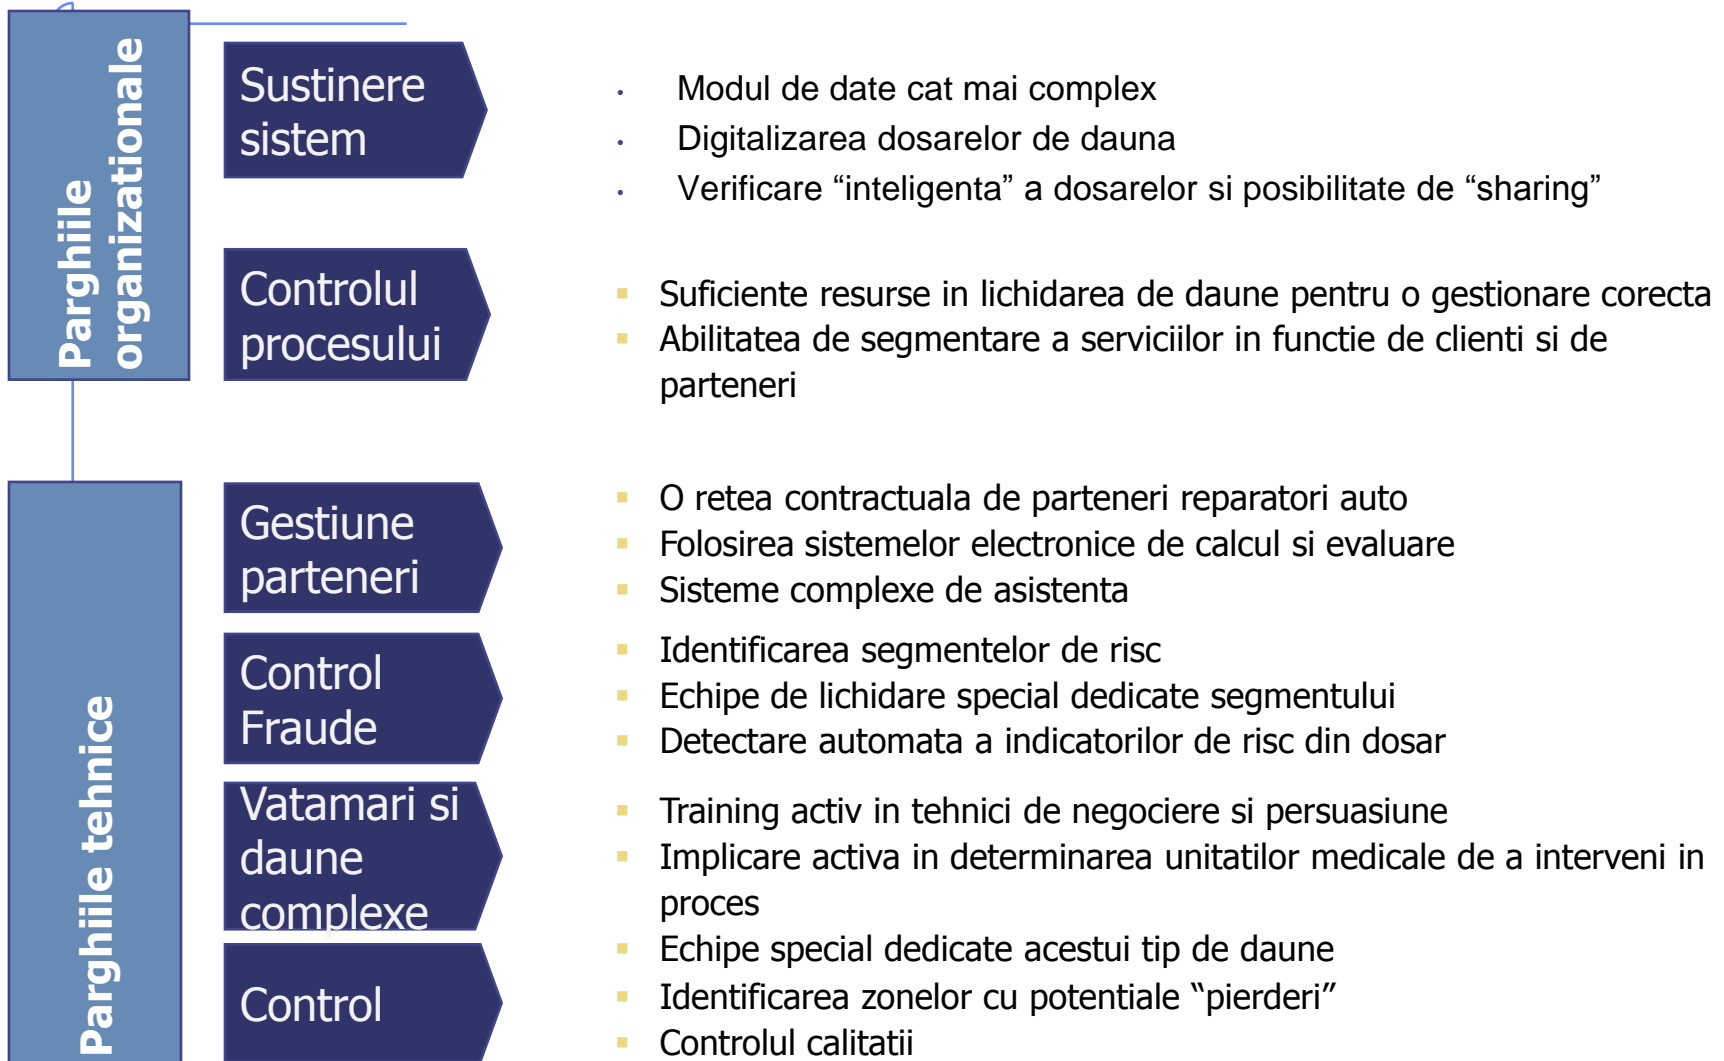 Parghiile
organizationale
Sustinere
sistem
Modul de date cat mai complex
Digitalizarea dosarelor de dauna
Verificare “inteligenta” a dosarelor si posibilitate de “sharing”
Controlul
procesului
Suficiente resurse in lichidarea de daune pentru o gestionare corecta
Abilitatea de segmentare a serviciilor in functie de clienti si de
parteneri
Parghiile tehnice
Gestiune
parteneri
O retea contractuala de parteneri reparatori auto
Folosirea sistemelor electronice de calcul si evaluare
Sisteme complexe de asistenta
Control
Fraude
Identificarea segmentelor de risc
Echipe de lichidare special dedicate segmentului
Detectare automata a indicatorilor de risc din dosar
Vatamari si
daune
complexe
Training activ in tehnici de negociere si persuasiune
Implicare activa in determinarea unitatilor medicale de a interveni in
proces
Echipe special dedicate acestui tip de daune
Control
Identificarea zonelor cu potentiale “pierderi”
Controlul calitatii